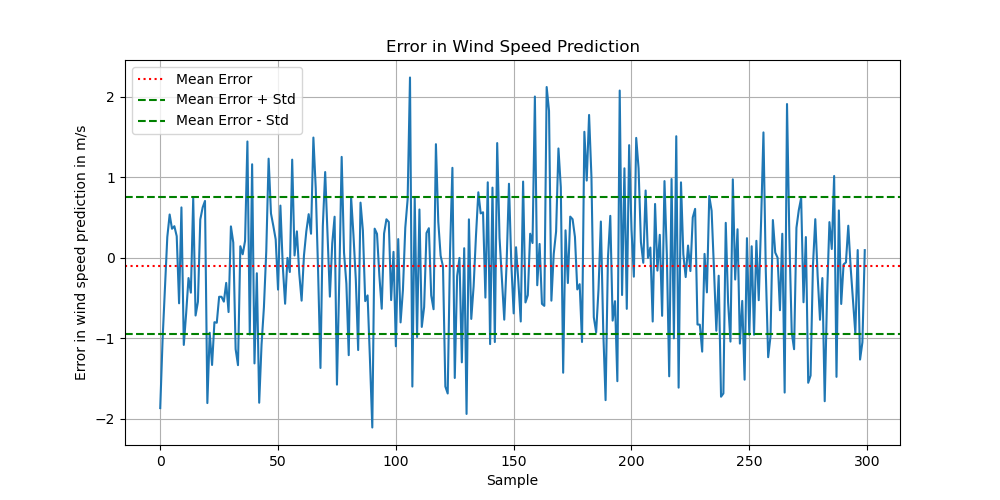 Error in Wind Speed Prediction
Mean Error
Mean Error + Std
Mean Error - Std
Error in wind speed prediction in m/s
2
1
0
−1
−2
0 50 100 150 200 250 300
Sample